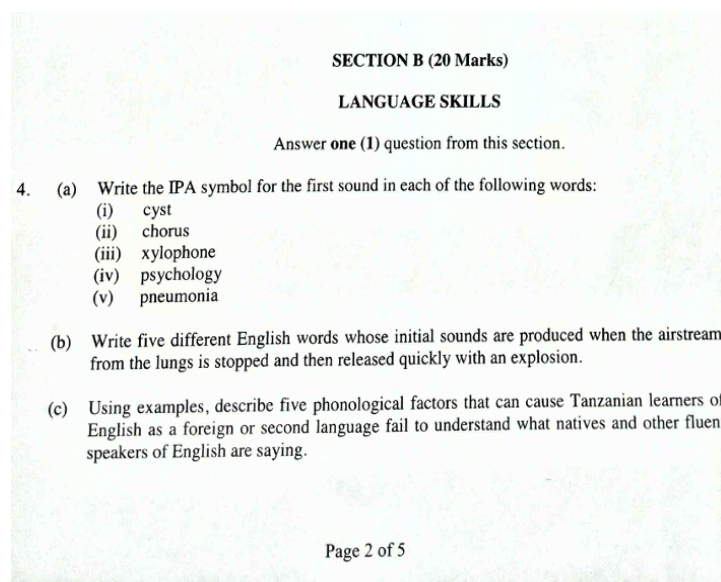 SECTION B (20 Marks)
LANGUAGE SKILLS
Answer one (1) question from this section.
4. (a) Write the IPA symbol for the first sound in each of the following words:
(i) cyst
(ii) chorus
(iii) xylophone
(iv) psychology
(v) pneumonia
(b) Write five different English words whose initial sounds are produced when the airstream
from the lungs is stopped and then released quickly with an explosion.
(c) Using examples, describe five phonological factors that can cause Tanzanian learners of
English as a foreign or second language fail to understand what natives and other fluen
speakers of English are saying.
Page 2 of 5